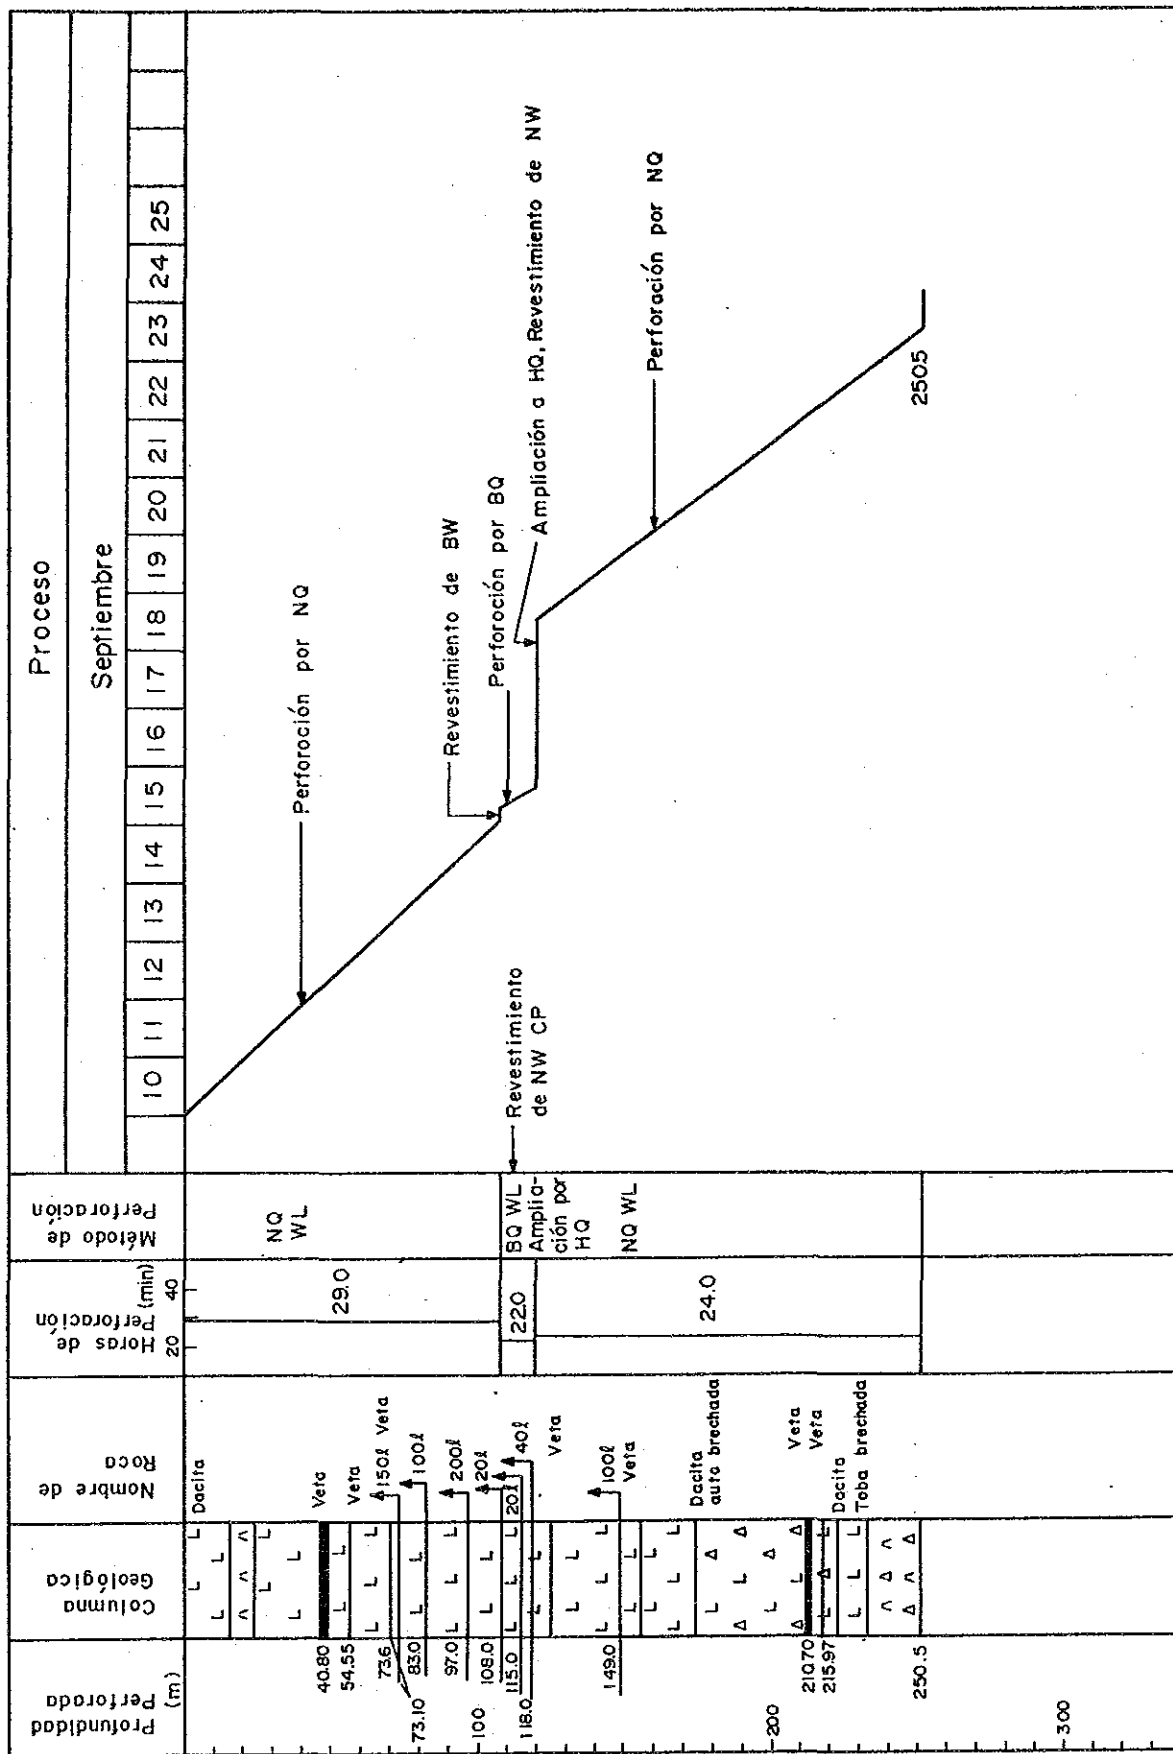 Profundidad
Perforada
(m)
Columna
Geológica
Nombre de
Roca
Horas de
Perforación
(min)
20
40
Método de
Perforación
Proceso
Septiembre
10 11 12 13 14 15 16 17 18 19 20 21 22 23 24 25
Dacita
40.80
Veta
54.55
Veta
73.6
73.10
150ℓ Veta
83.0
100ℓ
97.0
200ℓ
100
108.0
20ℓ
115.0
20ℓ
118.0
40ℓ
Veta
149.0
100ℓ
Veta
Dacita
auto brechada
200
210.70
Veta
215.97
Veta
Dacita
Toba brechada
250.5
300
29.0
22.0
24.0
NQ
WL
BQ WL
Amplia-
ción por
HQ
NQ WL
Revestimiento
de NW CP
Perforoción por NQ
Revestimiento de BW
Perforoción por BQ
Ampliación a HQ, Revestimiento de NW
Perforación por NQ
2505